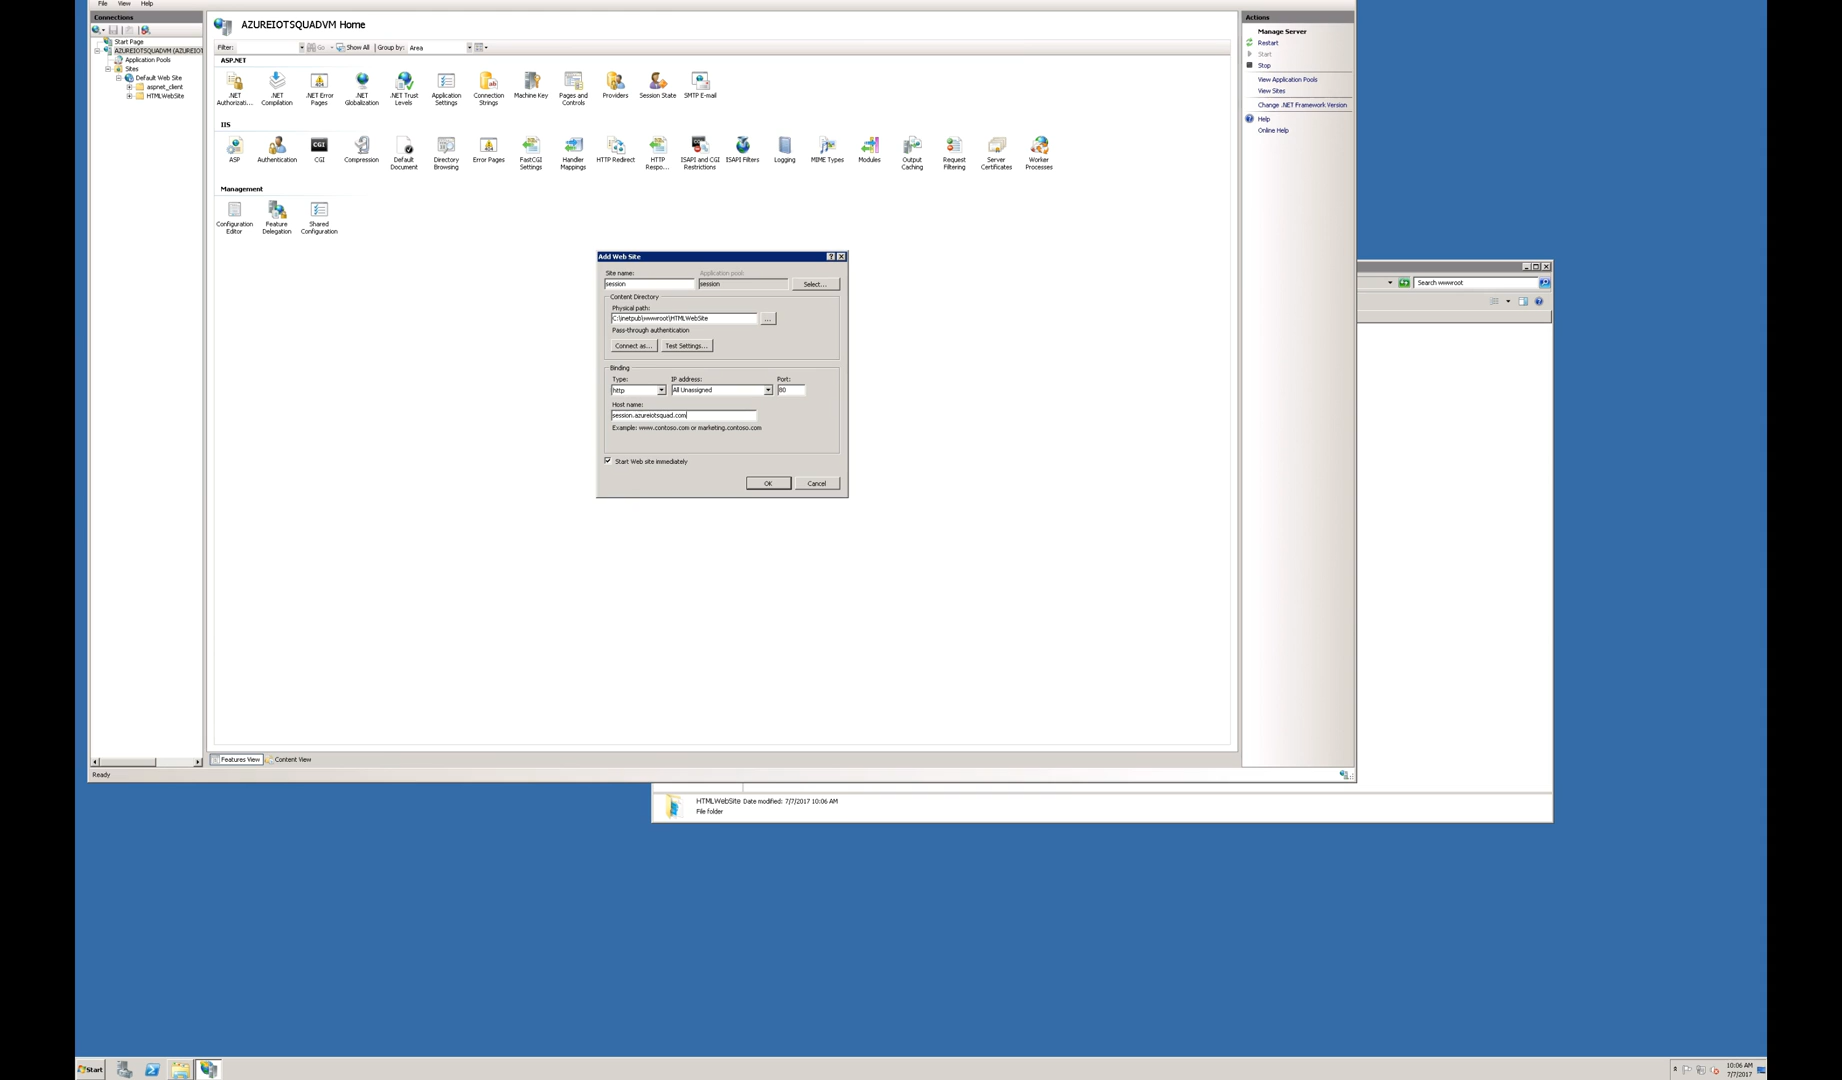 File View Help
Connections
Start Page
AZUREIOTSQUADVM (AZUREIOT
Application Pools
Sites
Default Web Site
aspnet_client
HTMLWebSite
AZUREIOTSQUADVM Home
Filter: Go Show All Group by: Area
ASP.NET
.NET Authorizati...
.NET Compilation
.NET Error Pages
.NET Globalization
.NET Trust Levels
Application Settings
Connection Strings
Machine Key
Pages and Controls
Providers
Session State
SMTP E-mail
IIS
ASP
Authentication
CGI
Compression
Default Document
Directory Browsing
Error Pages
FastCGI Settings
Handler Mappings
HTTP Redirect
HTTP Respo...
ISAPI and CGI Restrictions
ISAPI Filters
Logging
MIME Types
Modules
Output Caching
Request Filtering
Server Certificates
Worker Processes
Management
Configuration Editor
Feature Delegation
Shared Configuration
Add Web Site
Site name: Application pool:
session session Select...
Content Directory
Physical path:
C:\inetpub\wwwroot\HTMLWebSite ...
Pass-through authentication
Connect as... Test Settings...
Binding
Type: IP address: Port:
http All Unassigned 80
Host name:
session.azureiotsquad.com
Example: www.contoso.com or marketing.contoso.com
Start Web site immediately
OK Cancel
Features View Content View
Ready
Actions
Manage Server
Restart
Start
Stop
View Application Pools
View Sites
Change .NET Framework Version
Help
Online Help
Search wwwroot
HTMLWebSite Date modified: 7/7/2017 10:06 AM
File folder
Start
10:06 AM
7/7/2017